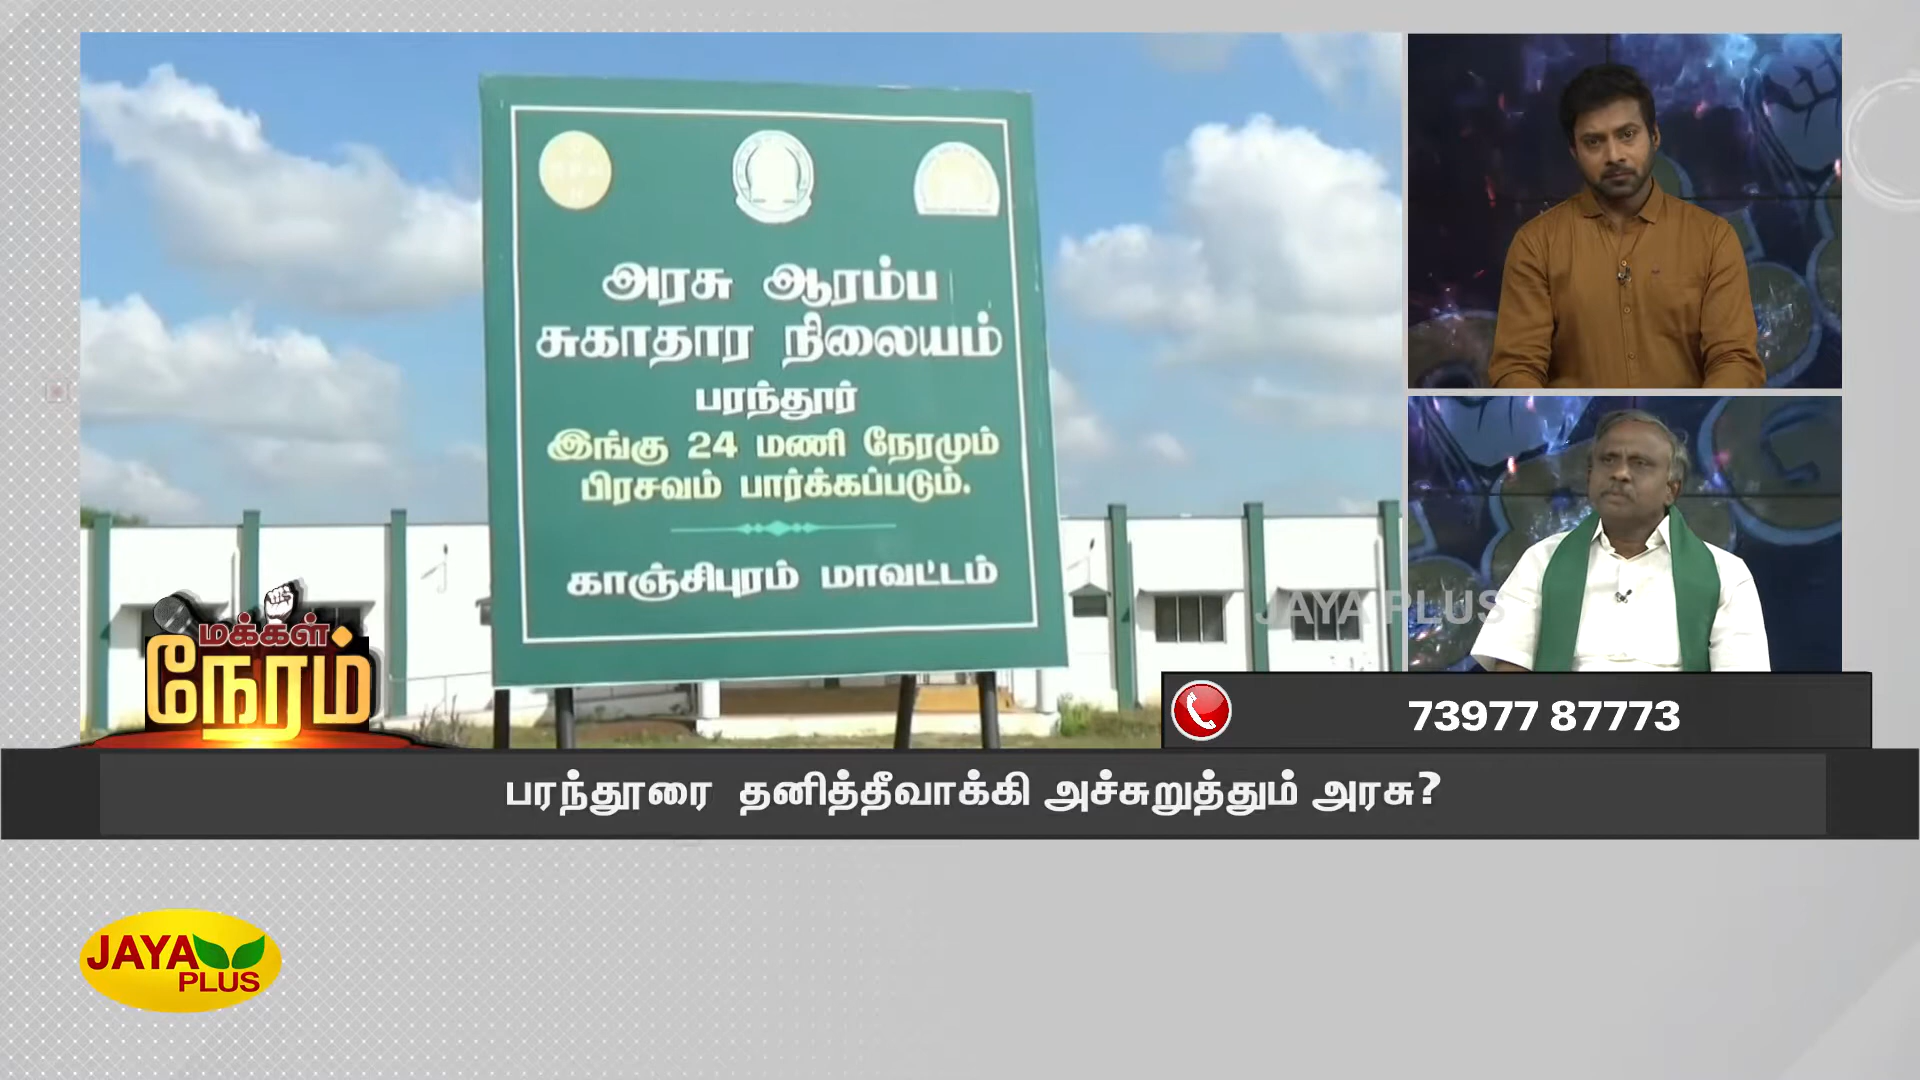 அரசு ஆரம்ப
சுகாதார நிலையம்
பரந்தூர்
இங்கு 24 மணி நேரமும்
பிரசவம் பார்க்கப்படும்.
காஞ்சிபுரம் மாவட்டம்
JAYA PLUS
மக்கள்
நேரம்
73977 87773
பரந்தூரை தனித்தீவாக்கி அச்சுறுத்தும் அரசு?
JAYA
PLUS